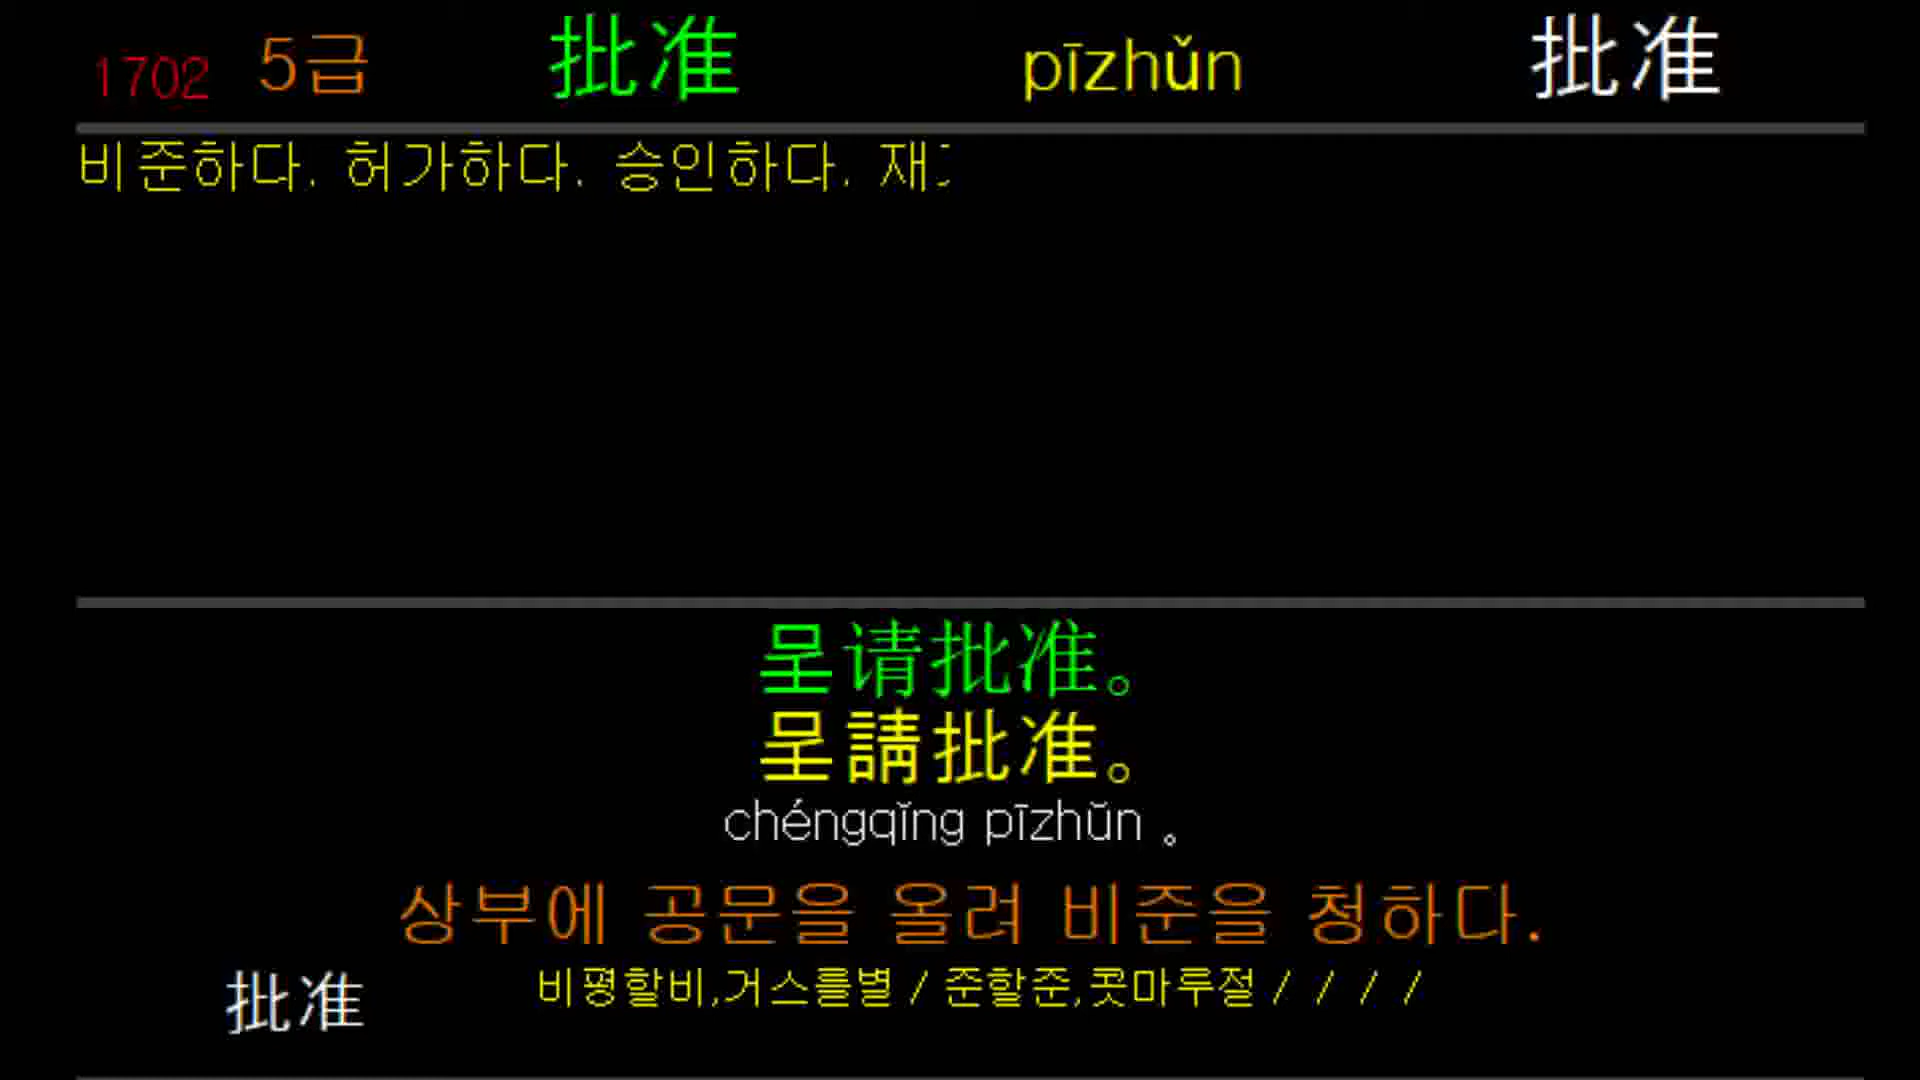 1702 5급 批准 pīzhǔn 批准
비준하다. 허가하다. 승인하다.
呈请批准。
呈請批准。
chéngqǐng pīzhǔn 。
상부에 공문을 올려 비준을 청하다.
批准 비평할비,거스를별 / 준할준,콧마루절 / / / /